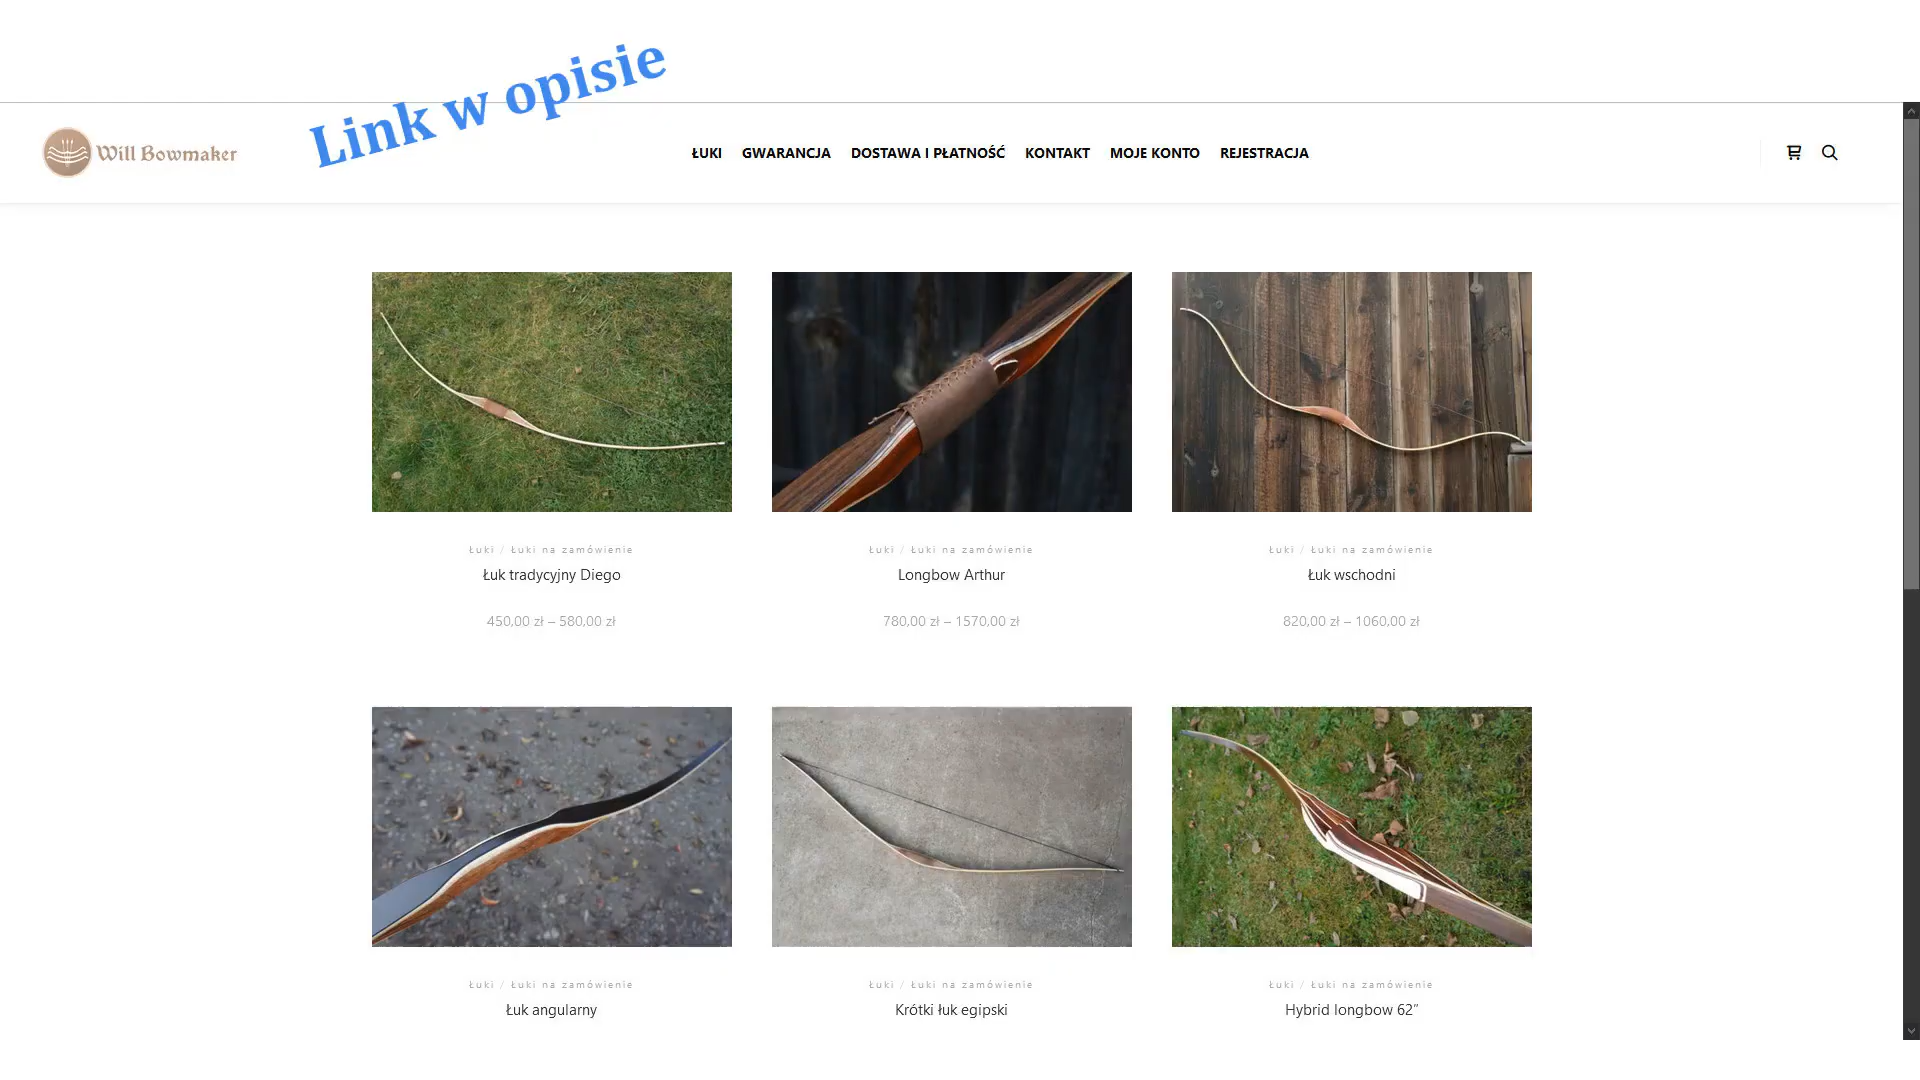 Link w opisie
Will Bowmaker
ŁUKI GWARANCJA DOSTAWA I PŁATNOŚĆ KONTAKT MOJE KONTO REJESTRACJA
Łuki / Łuki na zamówienie
Łuk tradycyjny Diego
450,00 zł – 580,00 zł
Łuki / Łuki na zamówienie
Longbow Arthur
780,00 zł – 1570,00 zł
Łuki / Łuki na zamówienie
Łuk wschodni
820,00 zł – 1060,00 zł
Łuki / Łuki na zamówienie
Łuk angularny
Łuki / Łuki na zamówienie
Krótki łuk egipski
Łuki / Łuki na zamówienie
Hybrid longbow 62”